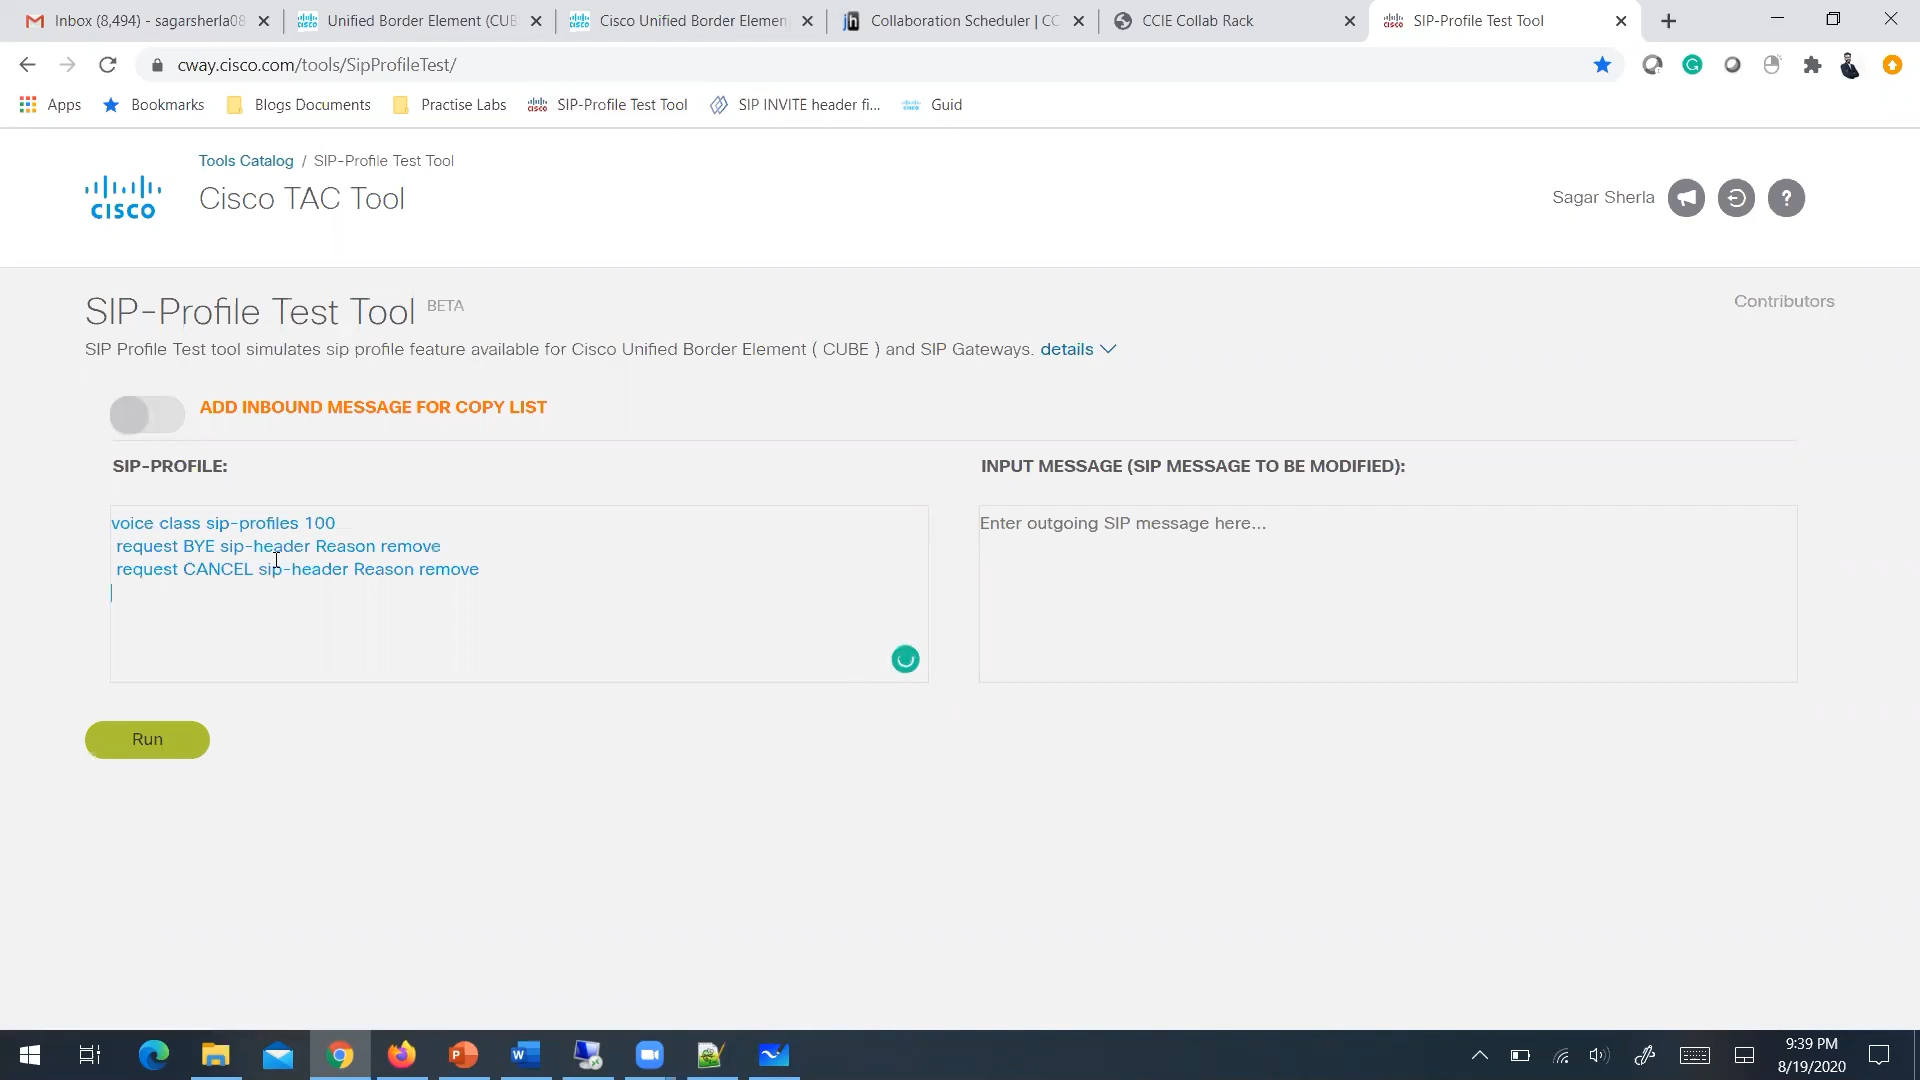 Inbox (8,494) - sagarsherla08
Unified Border Element (CUB
Cisco Unified Border Elemen
jh Collaboration Scheduler | CC
CCIE Collab Rack
SIP-Profile Test Tool
cway.cisco.com/tools/SipProfileTest/
Apps
Bookmarks
Blogs Documents
Practise Labs
SIP-Profile Test Tool
SIP INVITE header fi...
Guid
Tools Catalog / SIP-Profile Test Tool
CISCO
Cisco TAC Tool
Sagar Sherla
?
SIP-Profile Test Tool BETA
Contributors
SIP Profile Test tool simulates sip profile feature available for Cisco Unified Border Element ( CUBE ) and SIP Gateways. details
ADD INBOUND MESSAGE FOR COPY LIST
SIP-PROFILE:
voice class sip-profiles 100
request BYE sip-header Reason remove
request CANCEL sip-header Reason remove
INPUT MESSAGE (SIP MESSAGE TO BE MODIFIED):
Enter outgoing SIP message here...
Run
9:39 PM
8/19/2020